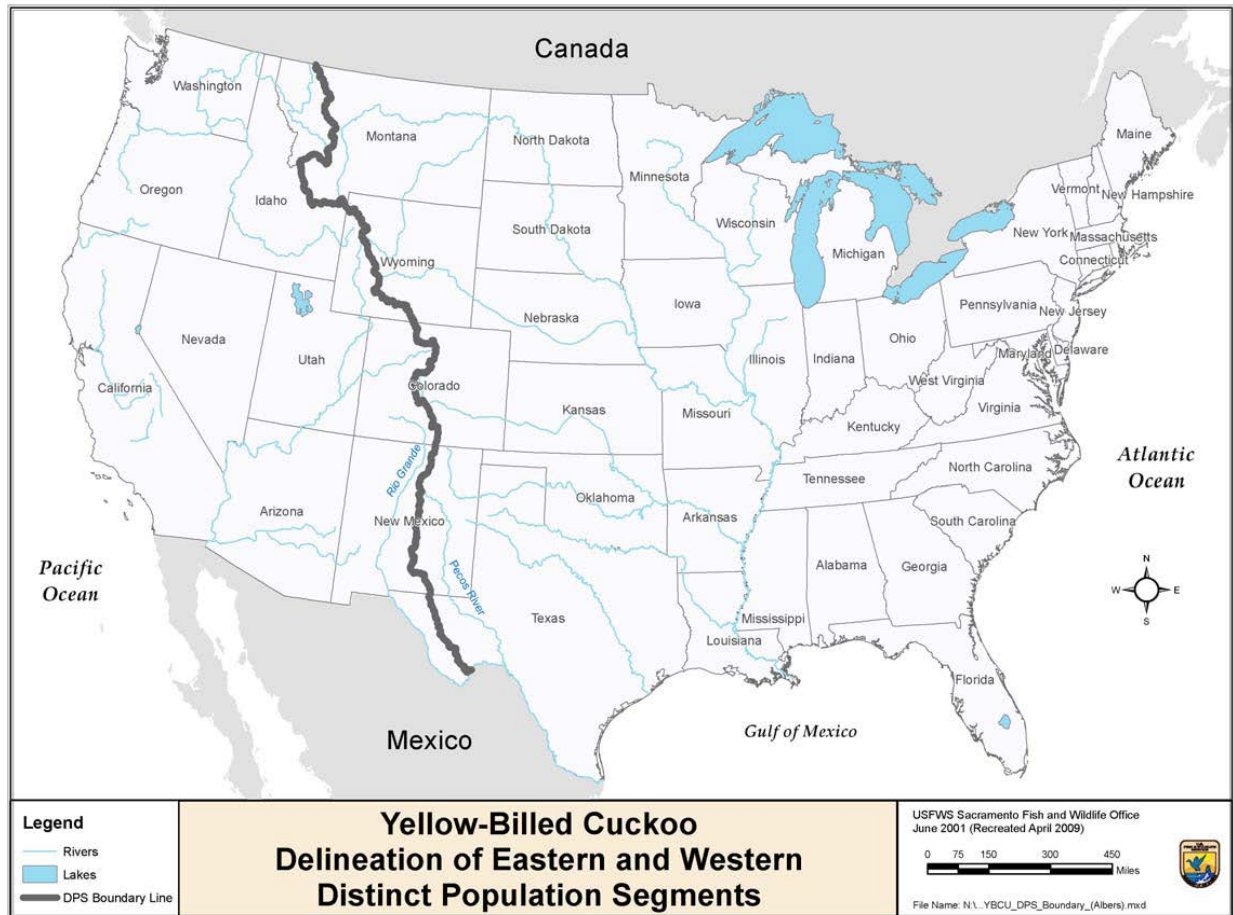 Canada
Washington
Montana
North Dakota
Minnesota
Maine
Oregon
Idaho
Vermont
New Hampshire
Wisconsin
South Dakota
New York
Massachusetts
Michigan
Connecticut
Wyoming
Iowa
Pennsylvania
New Jersey
Nebraska
Nevada
Utah
Illinois
Indiana
Ohio
Maryland
Delaware
California
Colorado
West Virginia
Virginia
Kansas
Missouri
Kentucky
Atlantic
Ocean
Rio Grande
North Carolina
Tennessee
Arizona
New Mexico
Oklahoma
Arkansas
South Carolina
Pacific
Ocean
Pecos River
Alabama
Georgia
N
W
E
S
Texas
Mississippi
Louisiana
Florida
Gulf of Mexico
Mexico
Legend
Rivers
Lakes
DPS Boundary Line
Yellow-Billed Cuckoo
Delineation of Eastern and Western
Distinct Population Segments
USFWS Sacramento Fish and Wildlife Office
June 2001 (Recreated April 2009)
0 75 150 300 450
Miles
File Name: N:\...YBCU_DPS_Boundary_(Albers).mxd